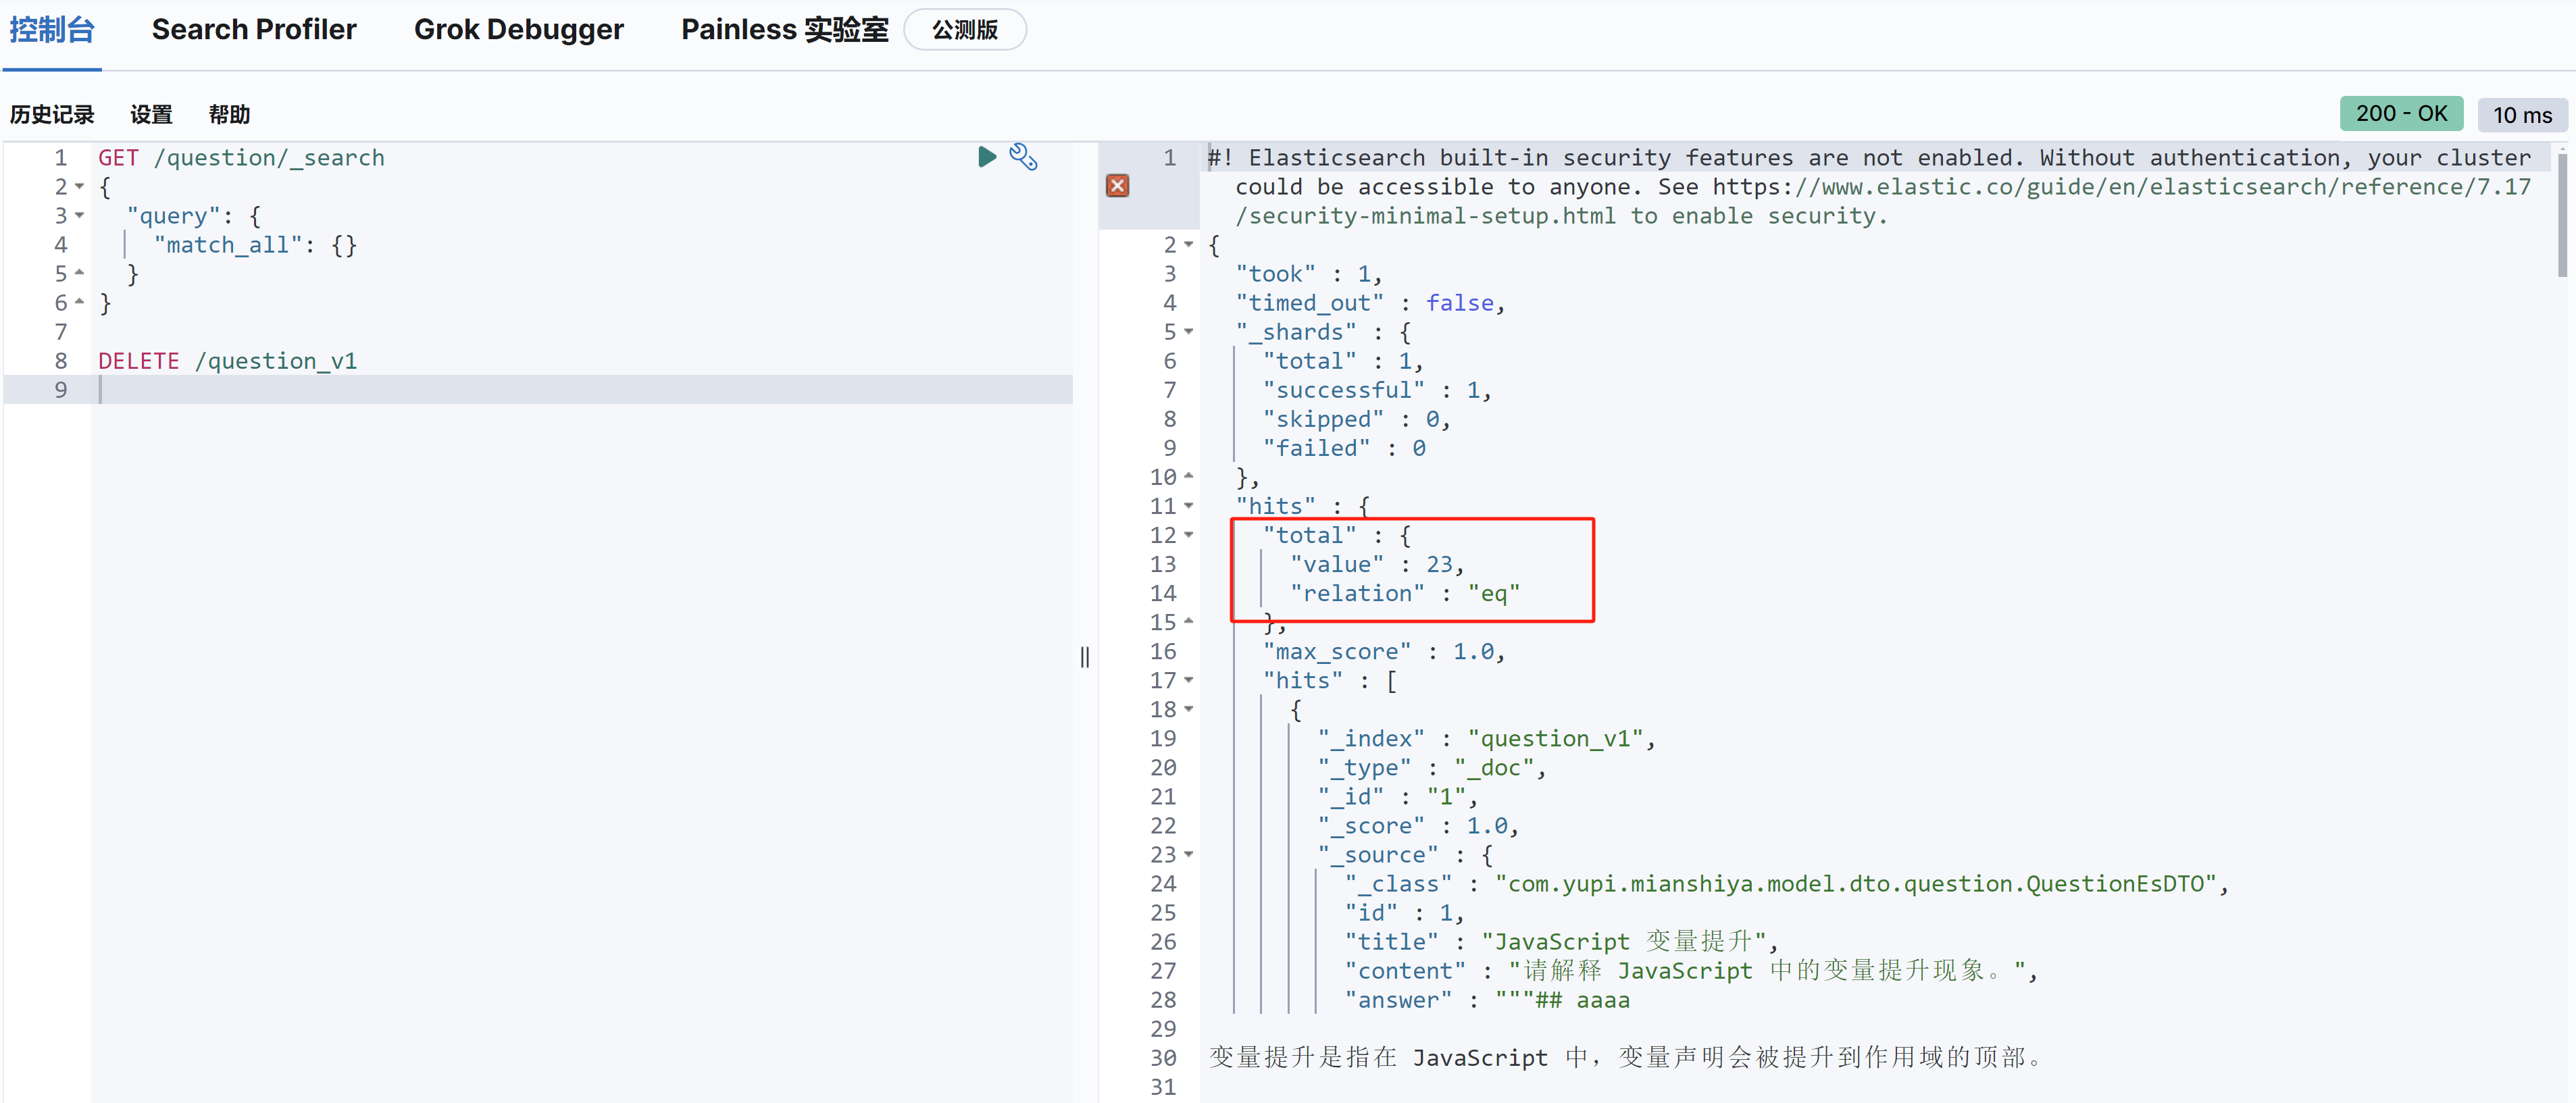 控制台 Search Profiler Grok Debugger Painless 实验室 公测版
历史记录 设置 帮助 200 - OK 10 ms
1 GET /question/_search
2 {
3 "query": {
4 "match_all": {}
5 }
6 }
7
8 DELETE /question_v1
9
1 #! Elasticsearch built-in security features are not enabled. Without authentication, your cluster
could be accessible to anyone. See https://www.elastic.co/guide/en/elasticsearch/reference/7.17
/security-minimal-setup.html to enable security.
2 {
3 "took" : 1,
4 "timed_out" : false,
5 "_shards" : {
6 "total" : 1,
7 "successful" : 1,
8 "skipped" : 0,
9 "failed" : 0
10 },
11 "hits" : {
12 "total" : {
13 "value" : 23,
14 "relation" : "eq"
15 },
16 "max_score" : 1.0,
17 "hits" : [
18 {
19 "_index" : "question_v1",
20 "_type" : "_doc",
21 "_id" : "1",
22 "_score" : 1.0,
23 "_source" : {
24 "_class" : "com.yupi.mianshiya.model.dto.question.QuestionEsDTO",
25 "id" : 1,
26 "title" : "JavaScript 变量提升",
27 "content" : "请解释 JavaScript 中的变量提升现象。",
28 "answer" : """## aaaa
29
30 变量提升是指在 JavaScript 中，变量声明会被提升到作用域的顶部。
31